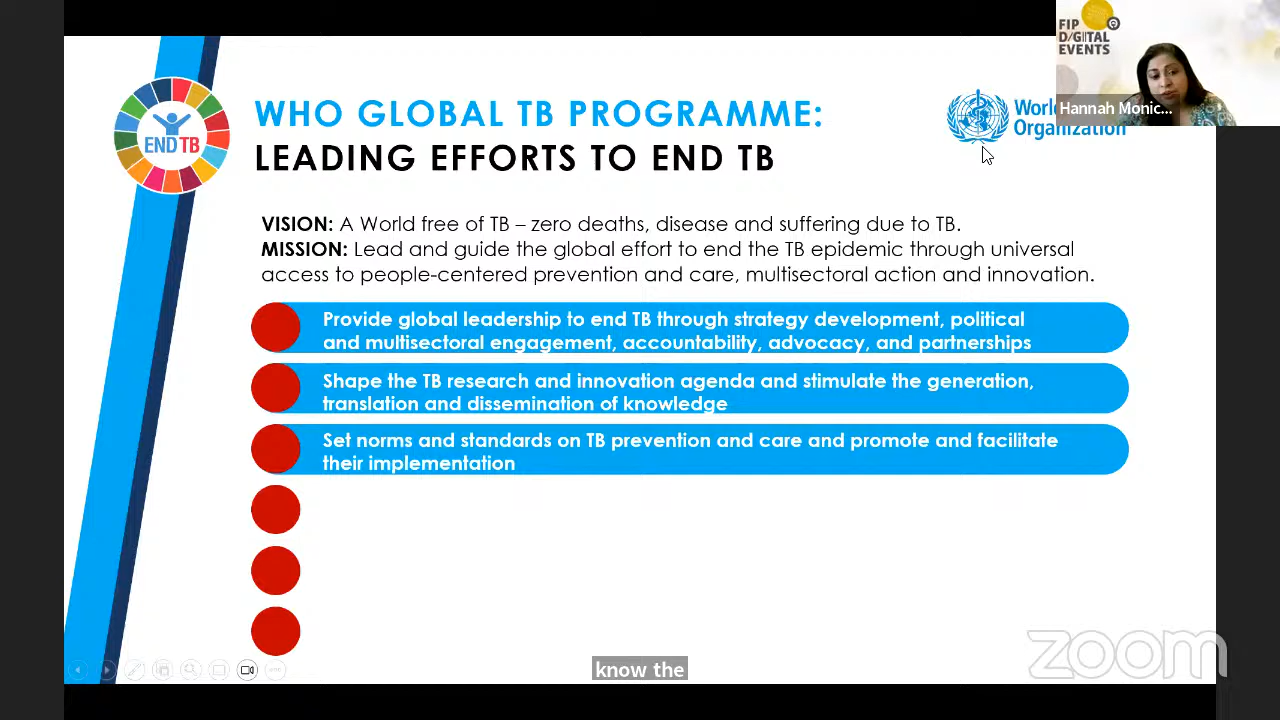 FIP
DIGITAL
EVENTS
Hannah Monic...
WHO GLOBAL TB PROGRAMME:
LEADING EFFORTS TO END TB
END TB
Organization
VISION: A World free of TB – zero deaths, disease and suffering due to TB.
MISSION: Lead and guide the global effort to end the TB epidemic through universal
access to people-centered prevention and care, multisectoral action and innovation.
Provide global leadership to end TB through strategy development, political
and multisectoral engagement, accountability, advocacy, and partnerships
Shape the TB research and innovation agenda and stimulate the generation,
translation and dissemination of knowledge
Set norms and standards on TB prevention and care and promote and facilitate
their implementation
zoom
know the